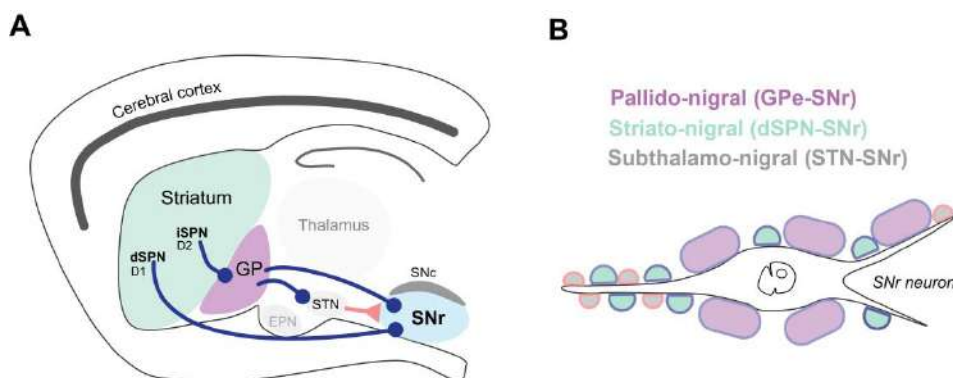 A
Cerebral cortex
Striatum
iSPN
D2
dSPN
D1
GP
Thalamus
SNc
STN
EPN
SNr
B
Pallido-nigral (GPe-SNr)
Striato-nigral (dSPN-SNr)
Subthalamo-nigral (STN-SNr)
SNr neuron